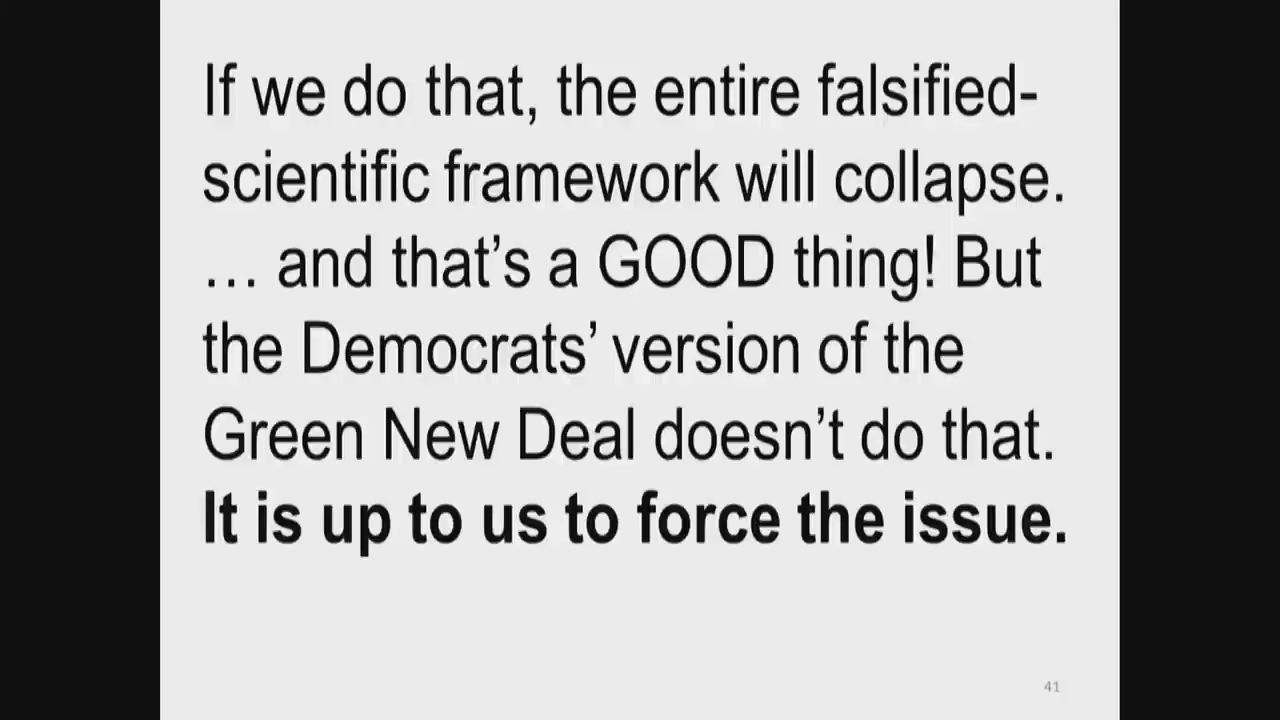 If we do that, the entire falsified-
scientific framework will collapse.
… and that’s a GOOD thing! But
the Democrats’ version of the
Green New Deal doesn’t do that.
It is up to us to force the issue.
41